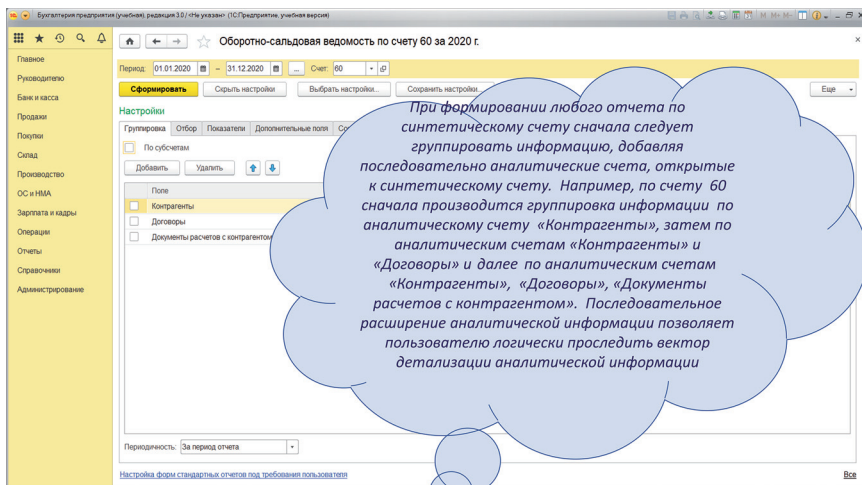 Бухгалтерия предприятия (учебная), редакция 3.0 / <Не указан> (1С:Предприятие, учебная версия)
M M+ M-
Оборотно-сальдовая ведомость по счету 60 за 2020 г.
Главное
Руководителю
Банк и касса
Продажи
Покупки
Склад
Производство
ОС и НМА
Зарплата и кадры
Операции
Отчеты
Справочники
Администрирование
Период: 01.01.2020 – 31.12.2020 ... Счет: 60
Сформировать Скрыть настройки Выбрать настройки... Сохранить настройки... Еще
Настройки
Группировка Отбор Показатели Дополнительные поля
По субсчетам
Добавить Удалить
Поле
Контрагенты
Договоры
Документы расчетов с контрагентом
При формировании любого отчета по
синтетическому счету сначала следует
группировать информацию, добавляя
последовательно аналитические счета, открытые
к синтетическому счету. Например, по счету 60
сначала производится группировка информации по
аналитическому счету «Контрагенты», затем по
аналитическим счетам «Контрагенты» и
«Договоры» и далее по аналитическим счетам
«Контрагенты», «Договоры», «Документы
расчетов с контрагентом». Последовательное
расширение аналитической информации позволяет
пользователю логически проследить вектор
детализации аналитической информации
Периодичность: За период отчета
Настройка форм стандартных отчетов под требования пользователя
Все